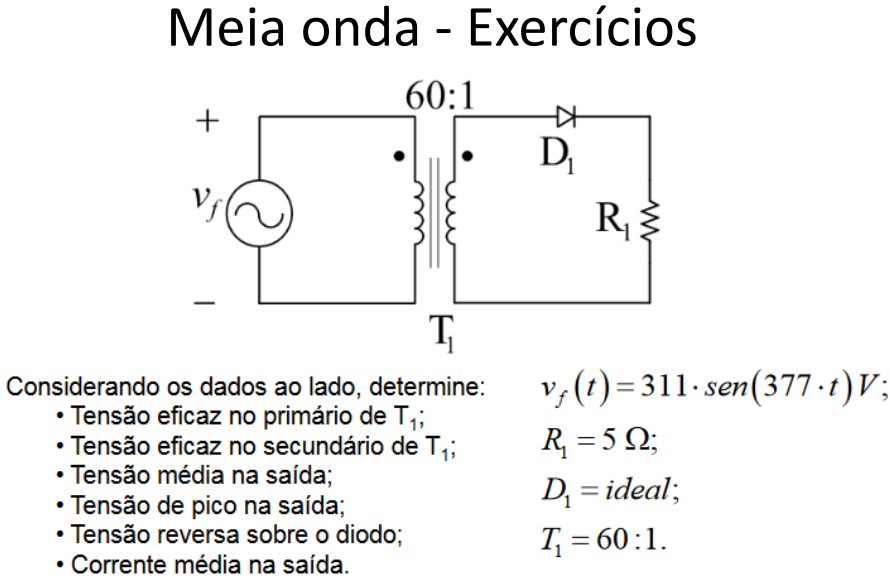 Meia onda - Exercícios
60:1
+
D₁
v_f
R₁
–
T₁
Considerando os dados ao lado, determine:
• Tensão eficaz no primário de T₁;
• Tensão eficaz no secundário de T₁;
• Tensão média na saída;
• Tensão de pico na saída;
• Tensão reversa sobre o diodo;
• Corrente média na saída.
v_f(t) = 311·sen(377·t)V;
R₁ = 5 Ω;
D₁ = ideal;
T₁ = 60:1.